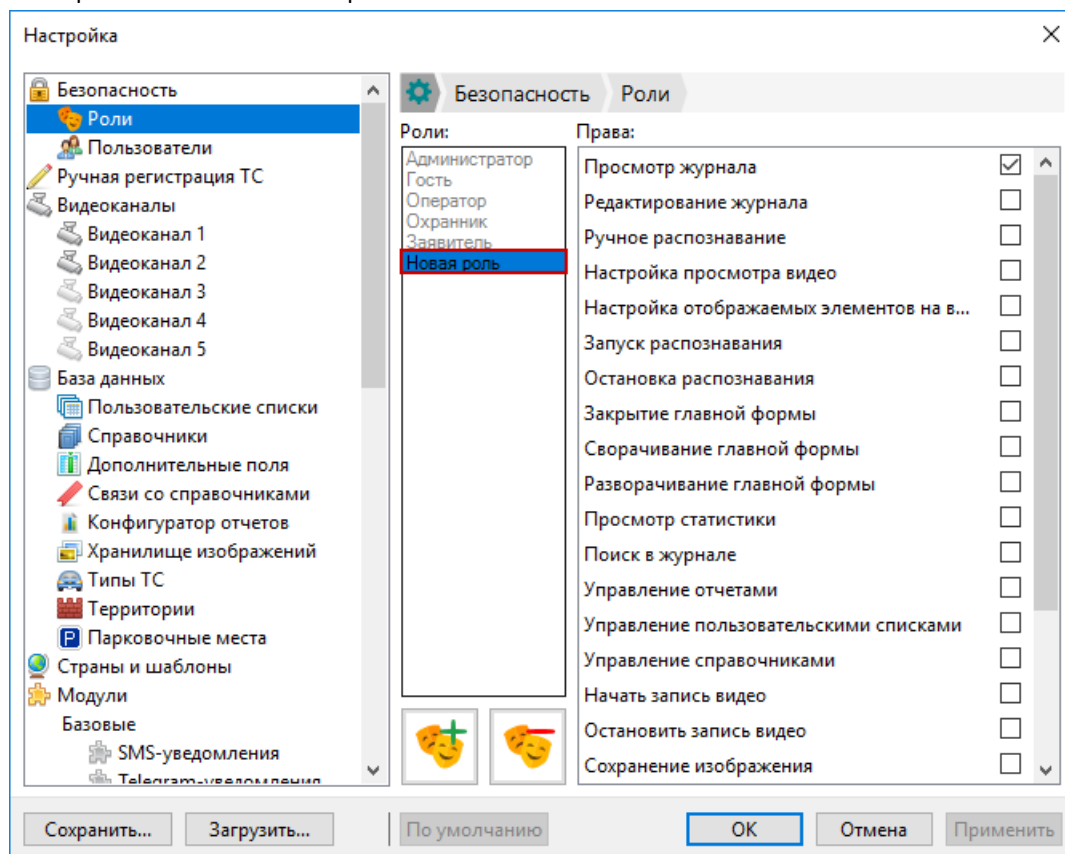 Настройка
Безопасность
Роли
Пользователи
Ручная регистрация ТС
Видеоканалы
Видеоканал 1
Видеоканал 2
Видеоканал 3
Видеоканал 4
Видеоканал 5
База данных
Пользовательские списки
Справочники
Дополнительные поля
Связи со справочниками
Конфигуратор отчетов
Хранилище изображений
Типы ТС
Территории
Парковочные места
Страны и шаблоны
Модули
Базовые
SMS-уведомления
Telegram-уведомления
Безопасность Роли
Роли:
Администратор
Гость
Оператор
Охранник
Заявитель
Новая роль
Права:
Просмотр журнала
Редактирование журнала
Ручное распознавание
Настройка просмотра видео
Настройка отображаемых элементов на в...
Запуск распознавания
Остановка распознавания
Закрытие главной формы
Сворачивание главной формы
Разворачивание главной формы
Просмотр статистики
Поиск в журнале
Управление отчетами
Управление пользовательскими списками
Управление справочниками
Начать запись видео
Остановить запись видео
Сохранение изображения
Сохранить... Загрузить... По умолчанию ОК Отмена Применить